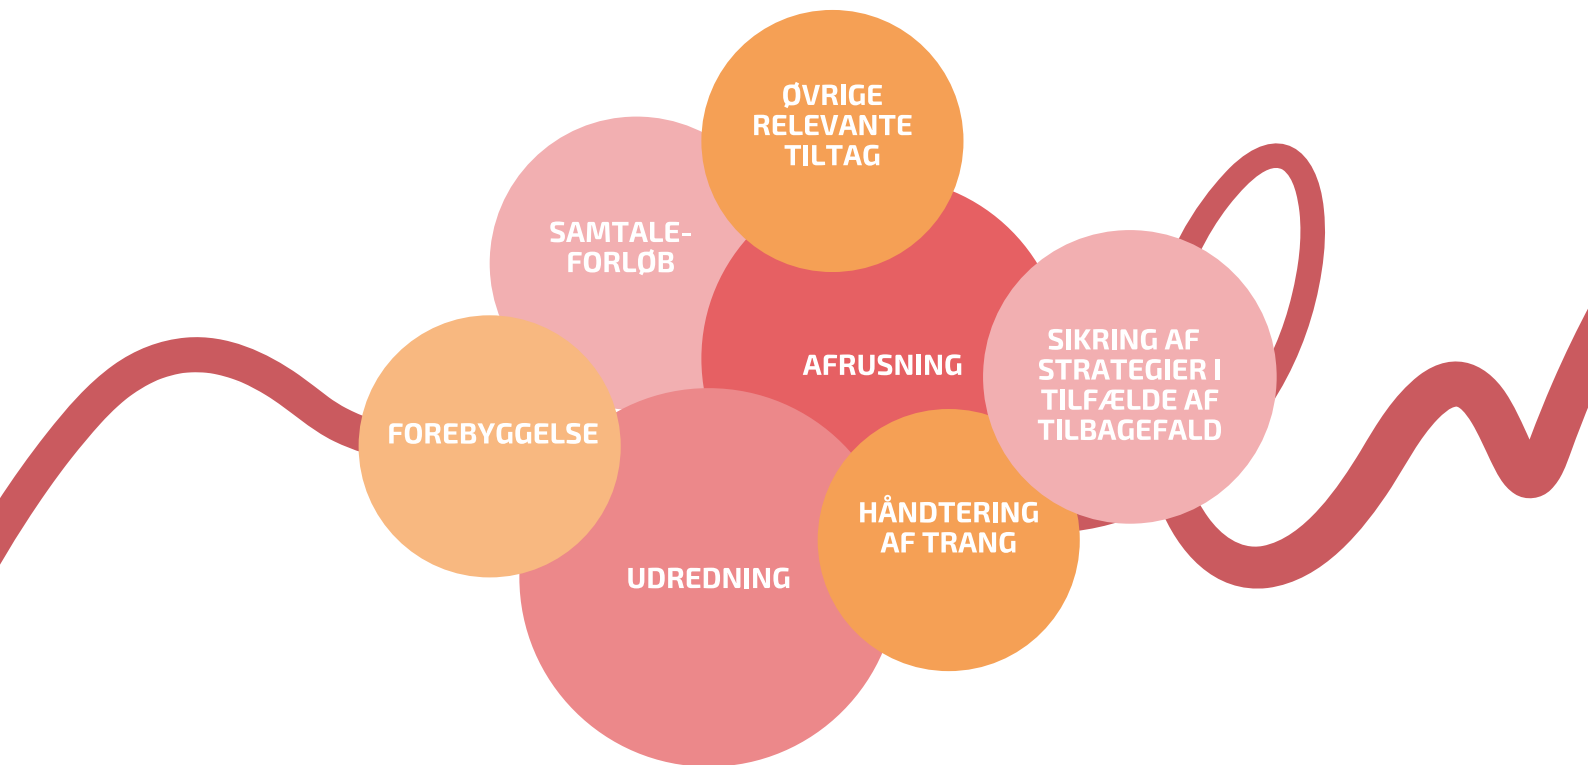 ØVRIGE
RELEVANTE
TILTAG
SAMTALE-
FORLØB
AFRUSNING
SIKRING AF
STRATEGIER I
TILFÆLDE AF
TILBAGEFALD
FOREBYGGELSE
HÅNDTERING
AF TRANG
UDREDNING